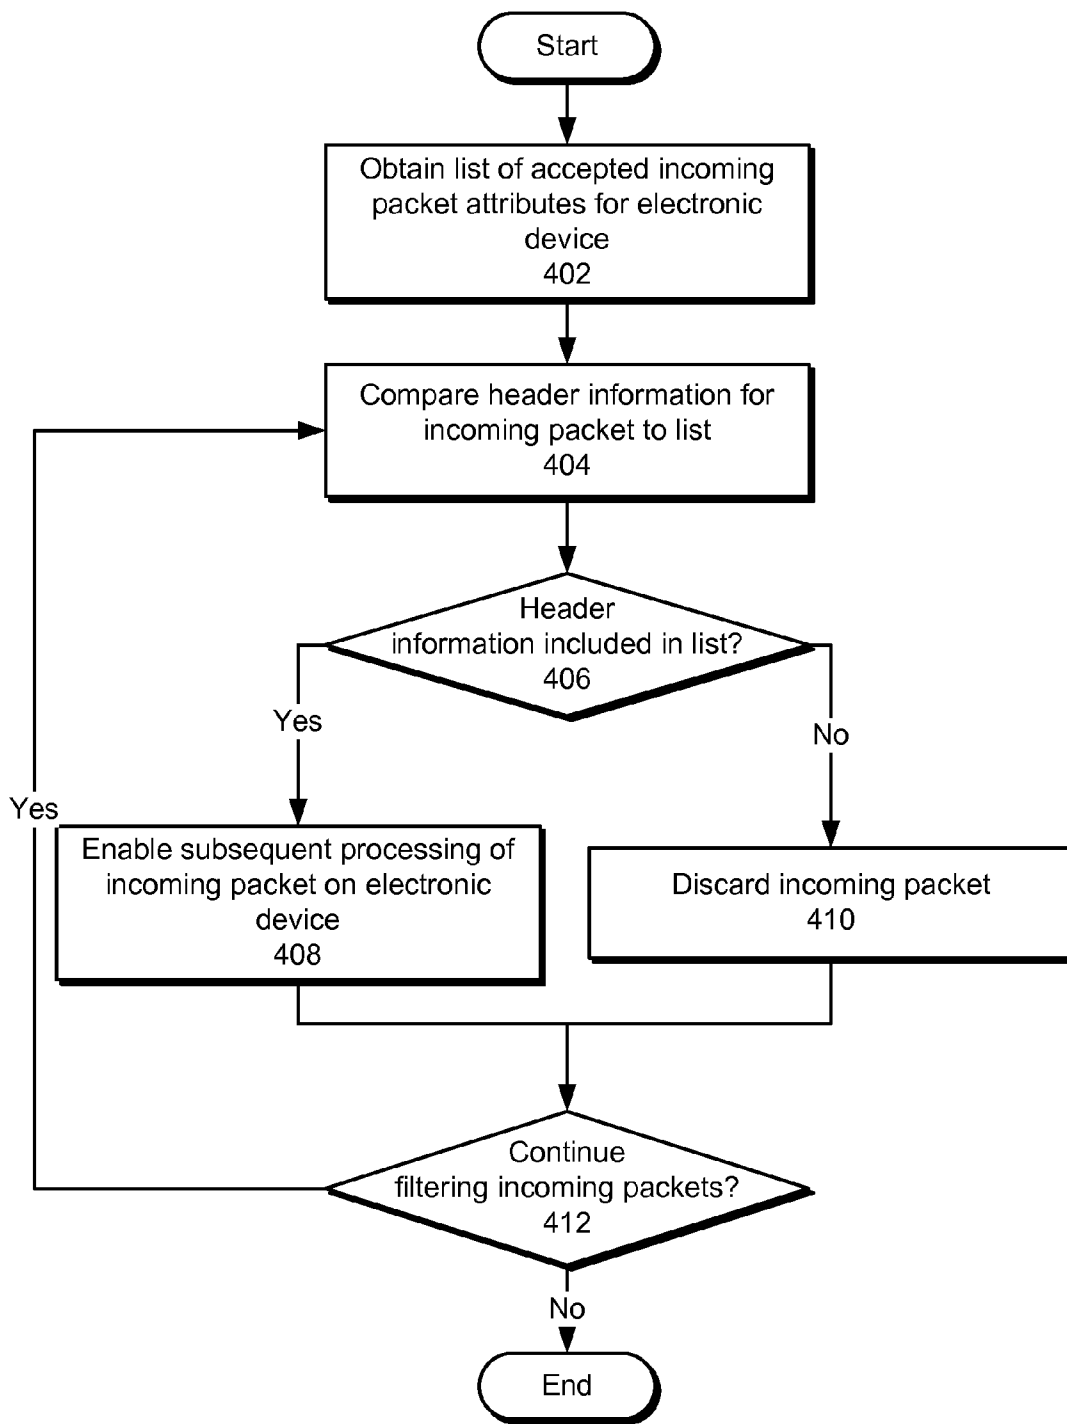 Start
Obtain list of accepted incoming
packet attributes for electronic
device
402
Compare header information for
incoming packet to list
404
Header
information included in list?
406
Yes
No
Yes
Enable subsequent processing of
incoming packet on electronic
device
408
Discard incoming packet
410
Continue
filtering incoming packets?
412
No
End